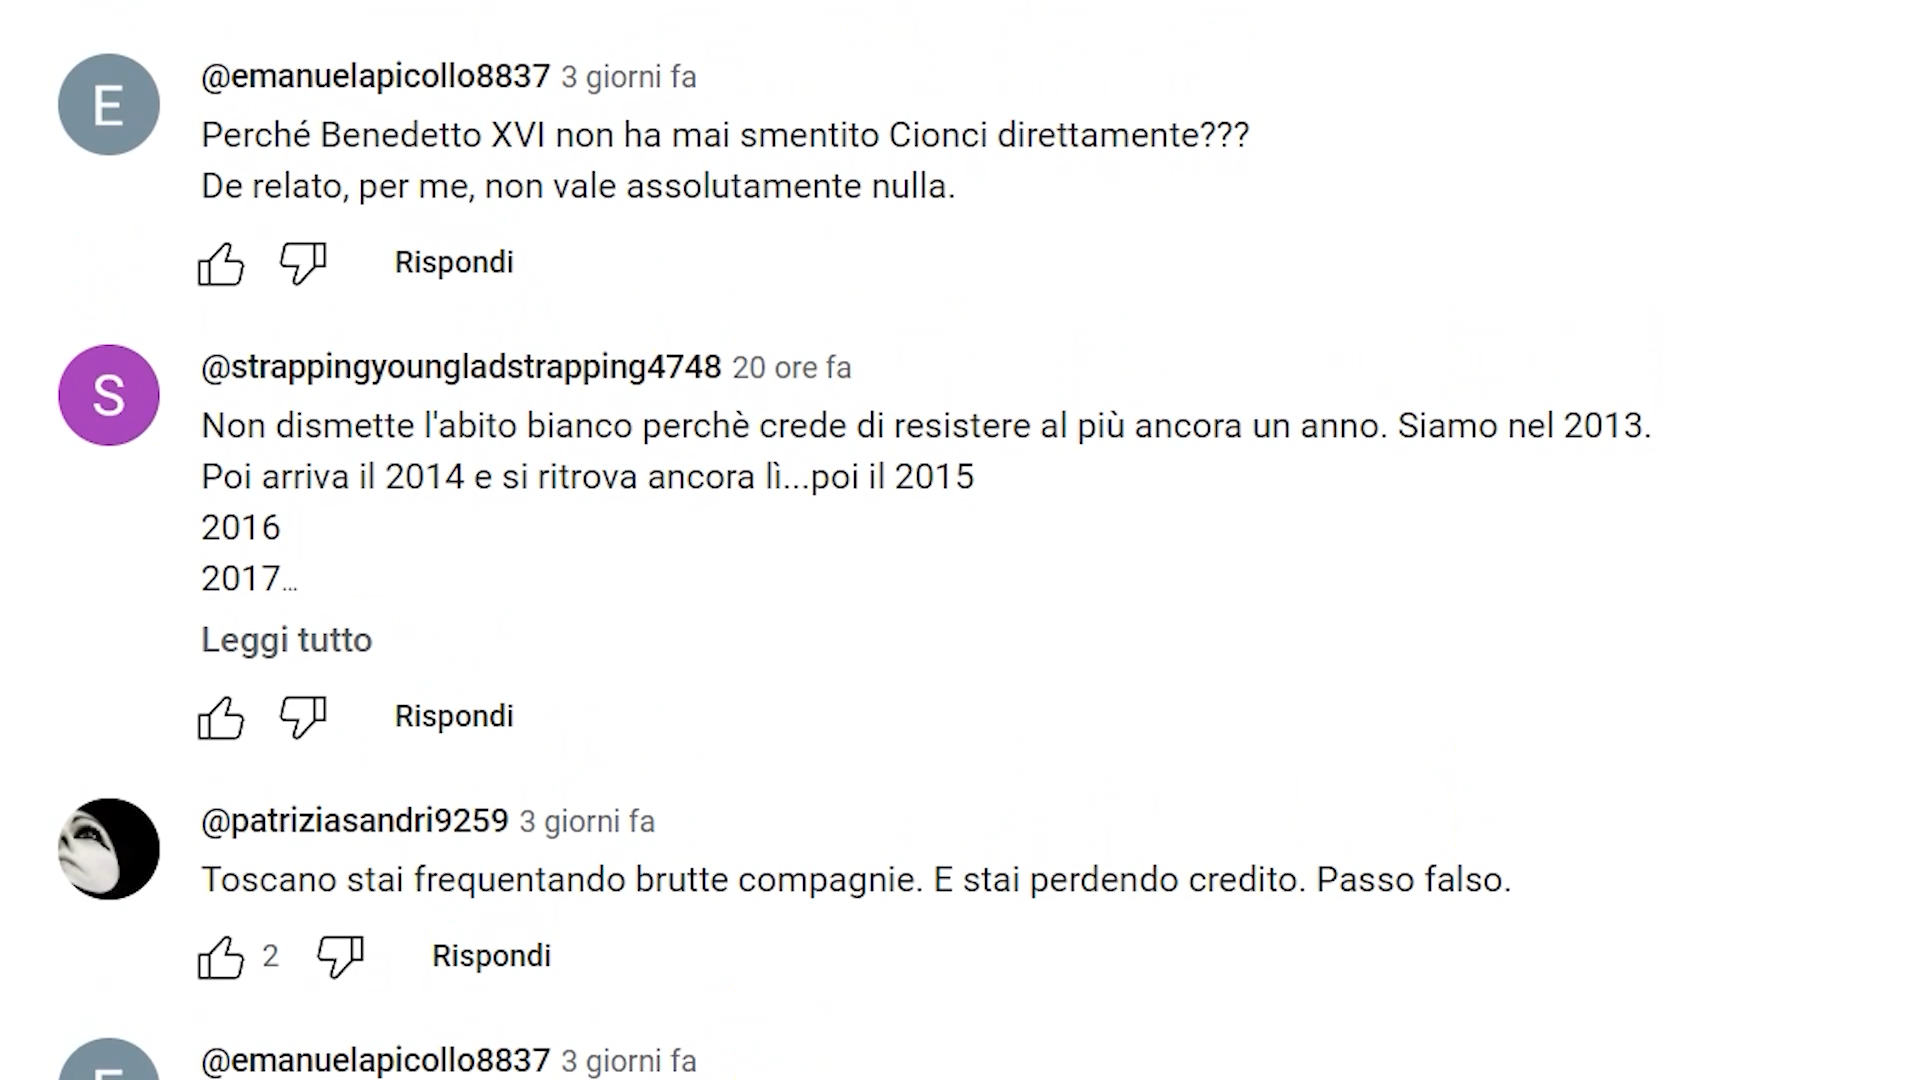 E
@emanuelapicollo8837 3 giorni fa
Perché Benedetto XVI non ha mai smentito Cionci direttamente???
De relato, per me, non vale assolutamente nulla.
Rispondi
S
@strappingyoungladstrapping4748 20 ore fa
Non dismette l'abito bianco perchè crede di resistere al più ancora un anno. Siamo nel 2013.
Poi arriva il 2014 e si ritrova ancora lì...poi il 2015
2016
2017...
Leggi tutto
Rispondi
@patriziasandri9259 3 giorni fa
Toscano stai frequentando brutte compagnie. E stai perdendo credito. Passo falso.
2 Rispondi
E
@emanuelapicollo8837 3 giorni fa